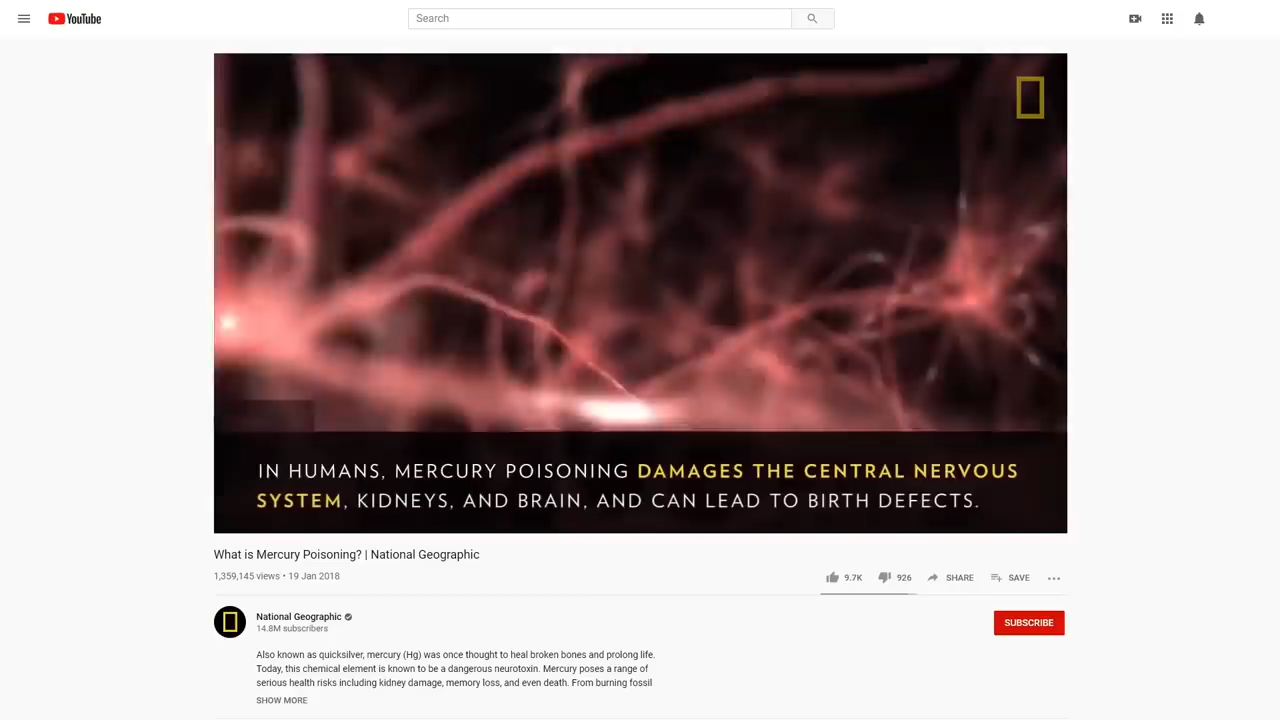 YouTube
Search
IN HUMANS, MERCURY POISONING DAMAGES THE CENTRAL NERVOUS
SYSTEM, KIDNEYS, AND BRAIN, AND CAN LEAD TO BIRTH DEFECTS.
What is Mercury Poisoning? | National Geographic
1,359,145 views • 19 Jan 2018
9.7K 926 SHARE SAVE
National Geographic
14.8M subscribers
SUBSCRIBE
Also known as quicksilver, mercury (Hg) was once thought to heal broken bones and prolong life.
Today, this chemical element is known to be a dangerous neurotoxin. Mercury poses a range of
serious health risks including kidney damage, memory loss, and even death. From burning fossil
SHOW MORE